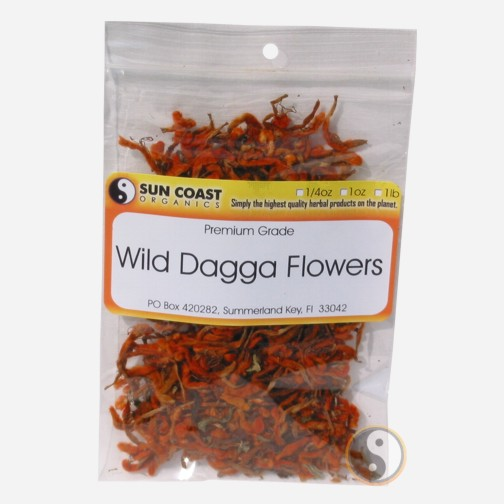 SUN COAST
ORGANICS
1/4oz 1oz 1lb
Simply the highest quality herbal products on the planet.
Premium Grade
Wild Dagga Flowers
PO Box 420282, Summerland Key, Fl 33042